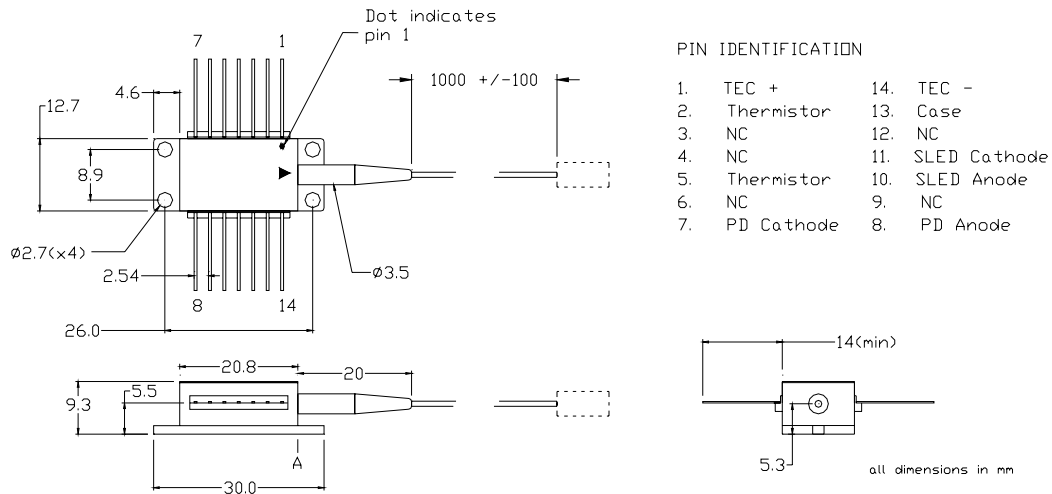 Dot indicates
pin 1
7
1
1000 +/-100
4.6
12.7
8.9
Ø2.7(x4)
2.54
Ø3.5
8
14
26.0
PIN IDENTIFICATION
1. TEC + 14. TEC -
2. Thermistor 13. Case
3. NC 12. NC
4. NC 11. SLED Cathode
5. Thermistor 10. SLED Anode
6. NC 9. NC
7. PD Cathode 8. PD Anode
20.8
20
5.5
9.3
A
30.0
14(min)
5.3
all dimensions in mm